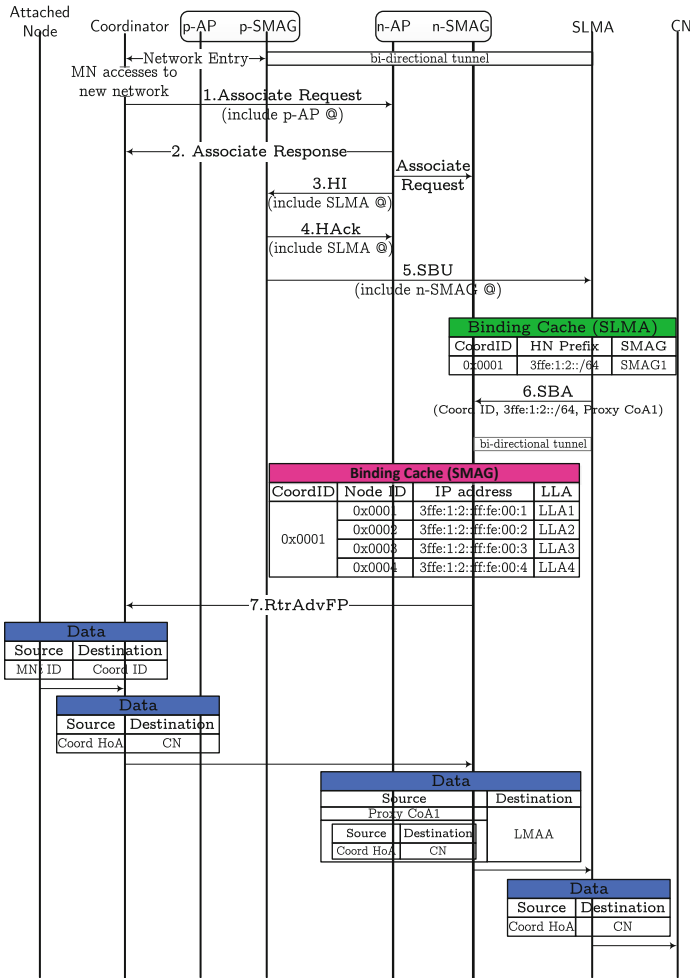 Attached
Node
Coordinator
p-AP
p-SMAG
n-AP
n-SMAG
SLMA
CN
Network Entry
bi-directional tunnel
MN accesses to
new network
1.Associate Request
(include p-AP @)
2. Associate Response
Associate
Request
3.HI
(include SLMA @)
4.HAck
(include SLMA @)
5.SBU
(include n-SMAG @)
Binding Cache (SLMA)
CoordID HN Prefix SMAG
0x0001 3ffe:1:2::/64 SMAG1
6.SBA
(Coord ID, 3ffe:1:2::/64, Proxy CoA1)
bi-directional tunnel
Binding Cache (SMAG)
CoordID Node ID IP address LLA
0x0001
0x0001 3ffe:1:2::ff:fe:00:1 LLA1
0x0002 3ffe:1:2::ff:fe:00:2 LLA2
0x0003 3ffe:1:2::ff:fe:00:3 LLA3
0x0004 3ffe:1:2::ff:fe:00:4 LLA4
7.RtrAdvFP
Data
Source Destination
ID Coord ID
Data
Source Destination
Coord HoA CN
Data
Source Destination
Proxy CoA1
LMAA
Source Destination
Coord HoA CN
Data
Source Destination
Coord HoA CN